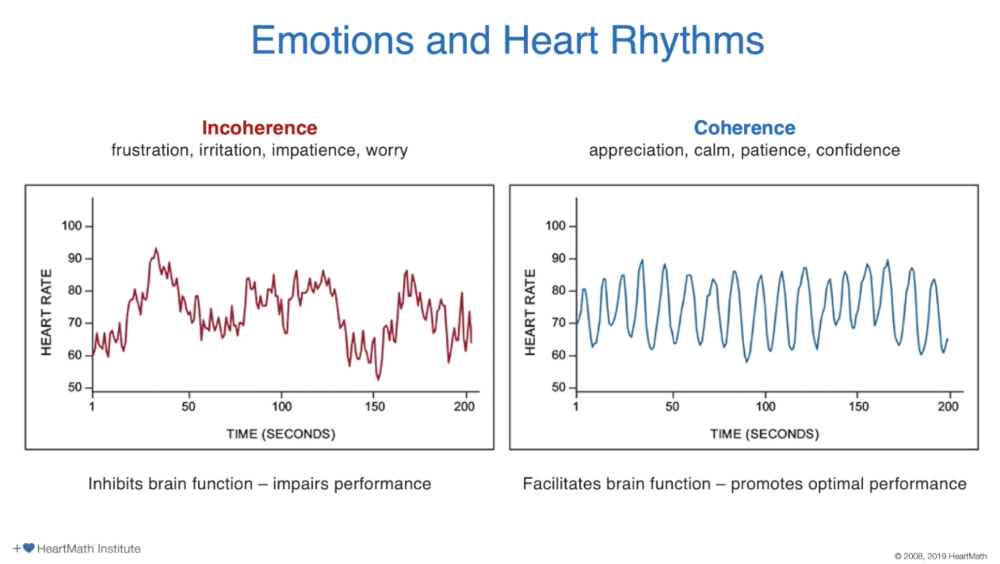 Emotions and Heart Rhythms
Incoherence
frustration, irritation, impatience, worry
HEART RATE
100
90
80
70
60
50
1 50 100 150 200
TIME (SECONDS)
Inhibits brain function – impairs performance
Coherence
appreciation, calm, patience, confidence
HEART RATE
100
90
80
70
60
50
1 50 100 150 200
TIME (SECONDS)
Facilitates brain function – promotes optimal performance
HeartMath Institute
© 2008, 2019 HeartMath